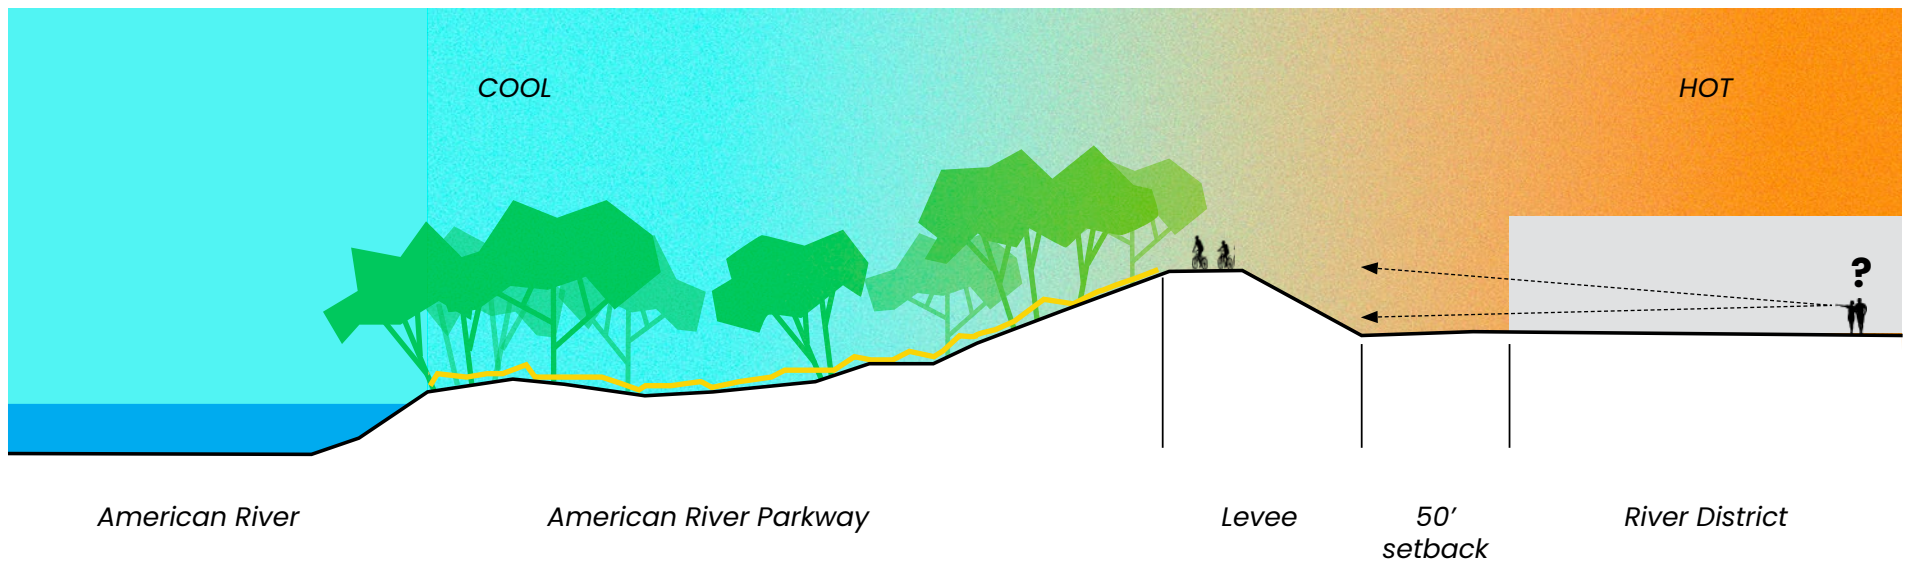 COOL
HOT
?
American River
American River Parkway
Levee
50’
setback
River District